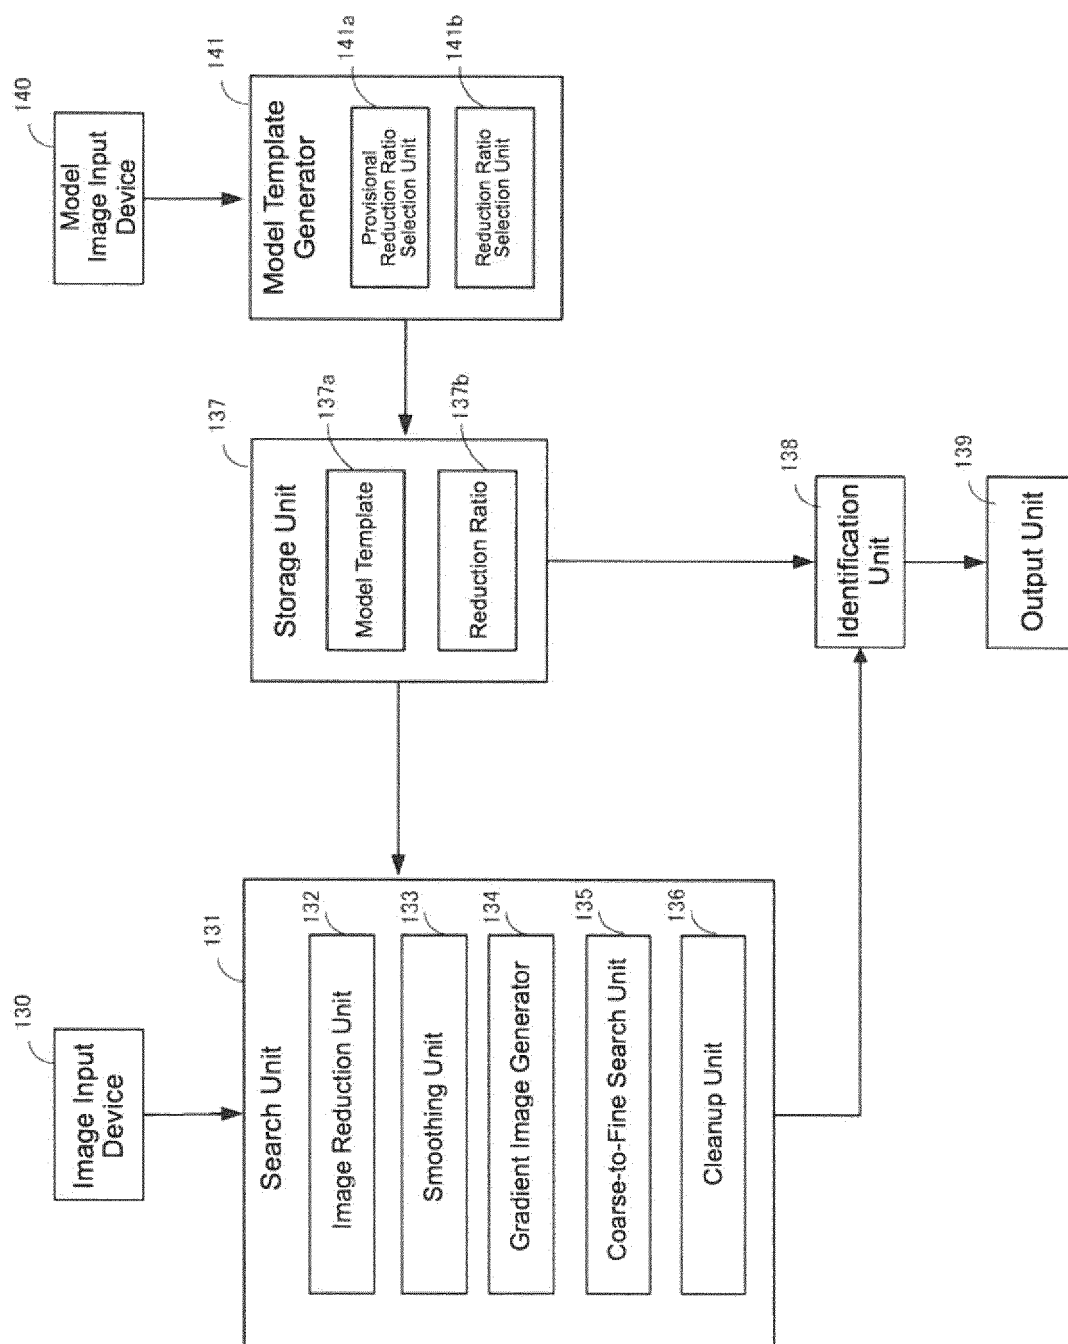 130
Image Input
Device
131
Search Unit
132
Image Reduction Unit
133
Smoothing Unit
134
Gradient Image Generator
135
Coarse-to-Fine Search Unit
136
Cleanup Unit
137
Storage Unit
137a
Model Template
137b
Reduction Ratio
140
Model
Image Input
Device
141
Model Template
Generator
141a
Provisional
Reduction Ratio
Selection Unit
141b
Reduction Ratio
Selection Unit
138
Identification
Unit
139
Output Unit